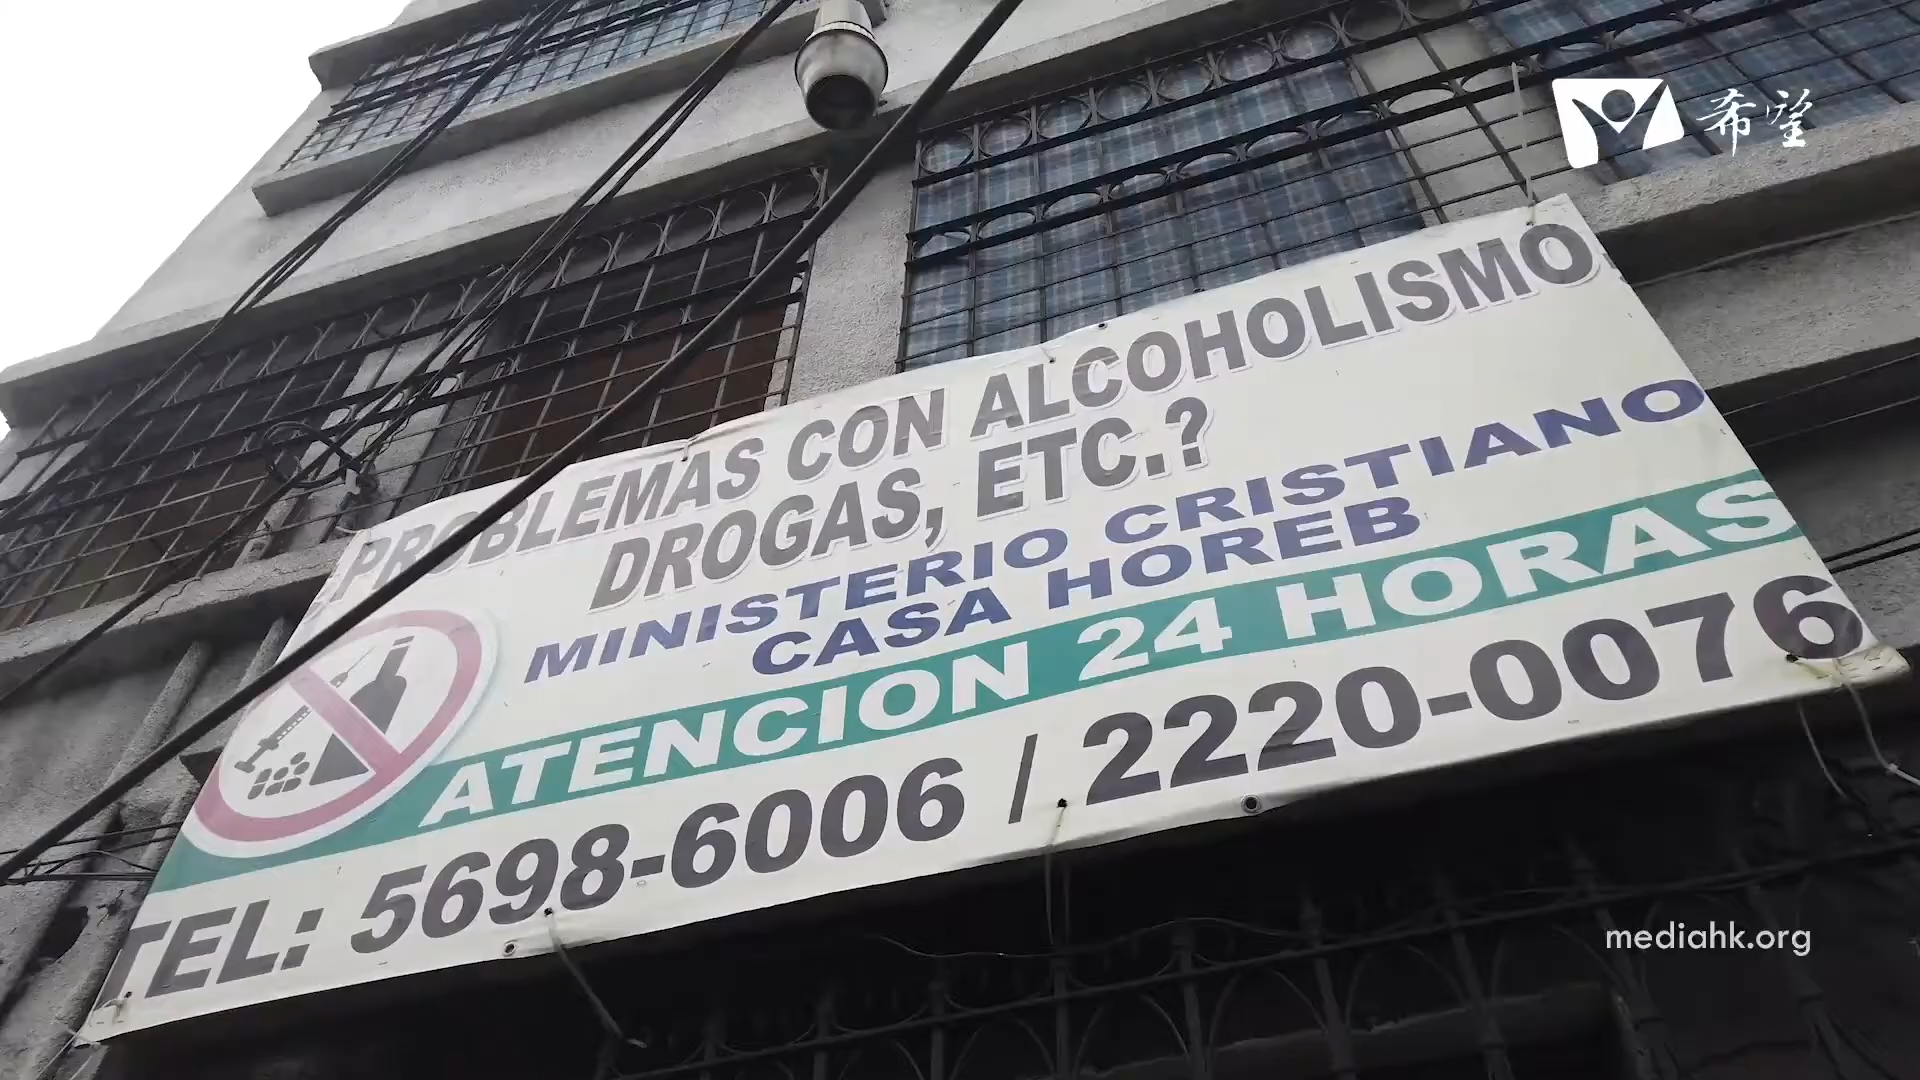 希望
¿PROBLEMAS CON ALCOHOLISMO
DROGAS, ETC.?
MINISTERIO CRISTIANO
CASA HOREB
ATENCION 24 HORAS
TEL: 5698-6006 / 2220-0076
mediahk.org